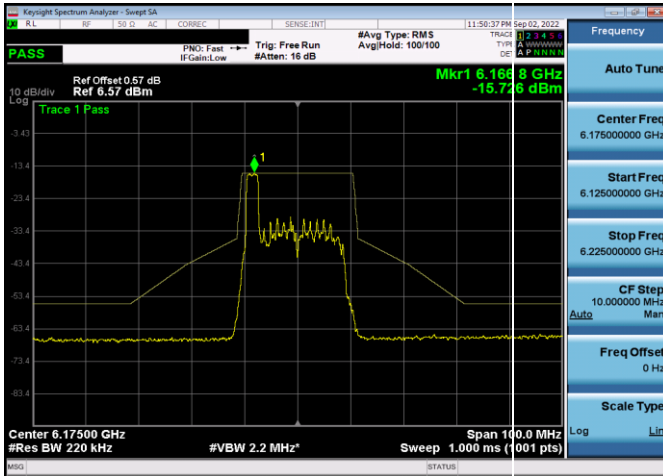 Keysight Spectrum Analyzer - Swept SA
RL RF 50 Ω AC CORREC SENSE:INT 11:50:37 PM Sep 02, 2022
PASS
PNO: Fast
IFGain:Low
Trig: Free Run
#Atten: 16 dB
#Avg Type: RMS
Avg|Hold: 100/100
TRACE 1 2 3 4 5 6
TYPE A WWWWW
DET A P N N N N
Ref Offset 0.57 dB
10 dB/div Ref 6.57 dBm
Log
Mkr1 6.166 8 GHz
-15.726 dBm
Trace 1 Pass
1
-3.43
-13.4
-23.4
-33.4
-43.4
-53.4
-63.4
-73.4
-83.4
Center 6.17500 GHz Span 100.0 MHz
#Res BW 220 kHz #VBW 2.2 MHz* Sweep 1.000 ms (1001 pts)
MSG STATUS
Frequency
Auto Tune
Center Freq
6.175000000 GHz
Start Freq
6.125000000 GHz
Stop Freq
6.225000000 GHz
CF Step
10.000000 MHz
Auto Man
Freq Offset
0 Hz
Scale Type
Log Lin